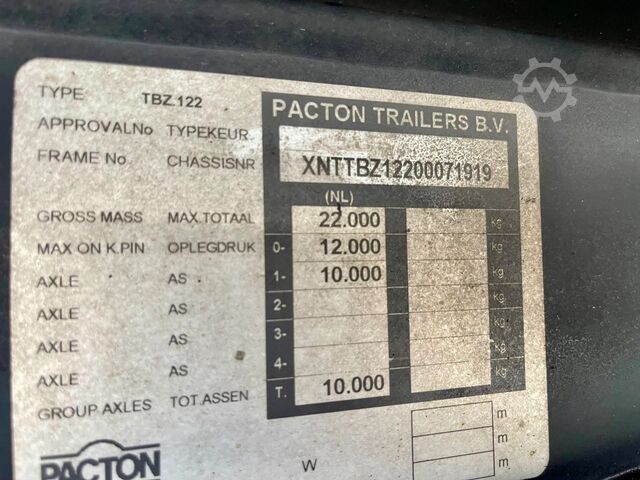 TYPE TBZ.122
PACTON TRAILERS B.V.
APPROVALNo TYPEKEUR
FRAME No. CHASSISNR XNTTBZ12200071919
(NL)
GROSS MASS MAX.TOTAAL 22.000 kg
MAX ON K.PIN OPLEGDRUK 0- 12.000 kg
AXLE AS 1- 10.000 kg
AXLE AS 2- kg
AXLE AS 3- kg
AXLE AS 4- kg
GROUP AXLES TOT.ASSEN T. 10.000 kg
m
W m
m
PACTON